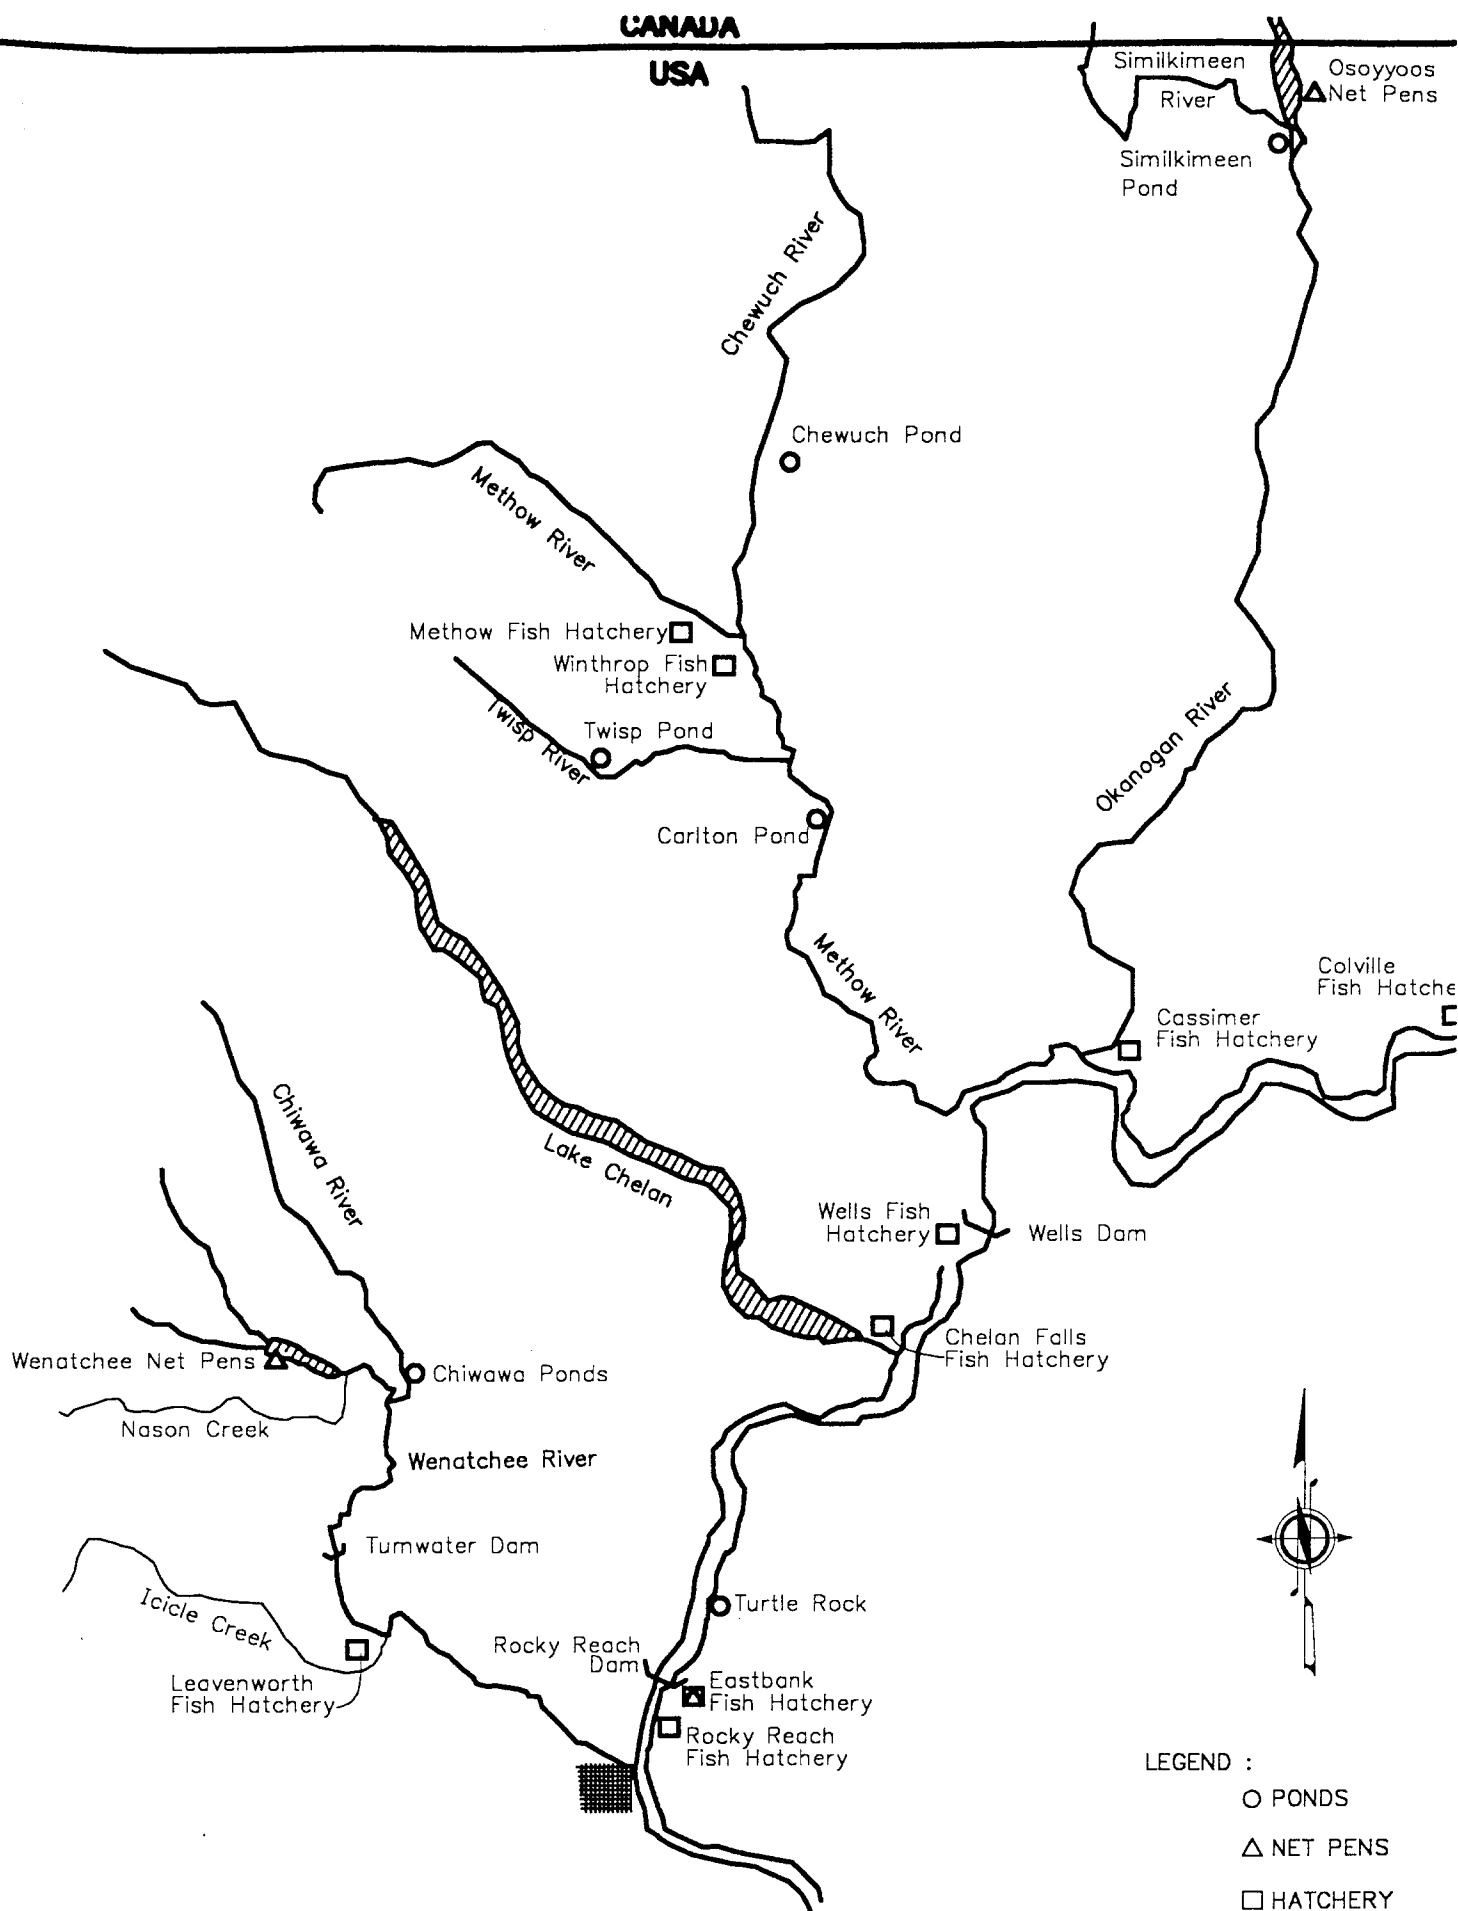 CANADA
USA
Similkimeen
River
Osoyyoos
Net Pens
Similkimeen
Pond
Chewuch River
Chewuch Pond
Methow River
Methow Fish Hatchery
Winthrop Fish
Hatchery
Twisp River
Twisp Pond
Okanogan River
Carlton Pond
Methow River
Colville
Fish Hatche
Cassimer
Fish Hatchery
Chiwawa River
Lake Chelan
Wells Fish
Hatchery
Wells Dam
Chelan Falls
Fish Hatchery
Wenatchee Net Pens
Chiwawa Ponds
Nason Creek
Wenatchee River
Tumwater Dam
Icicle Creek
Turtle Rock
Rocky Reach
Dam
Leavenworth
Fish Hatchery
Eastbank
Fish Hatchery
Rocky Reach
Fish Hatchery
LEGEND :
PONDS
NET PENS
HATCHERY